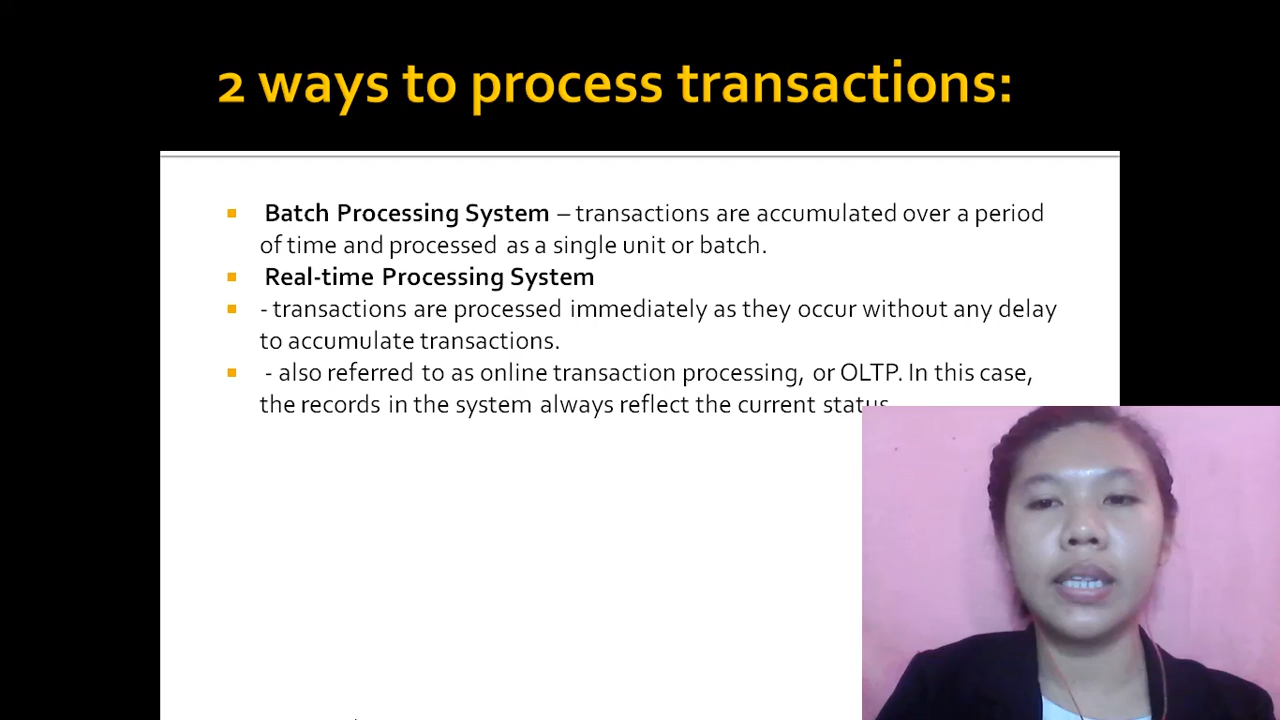 2 ways to process transactions:
Batch Processing System – transactions are accumulated over a period
of time and processed as a single unit or batch.
Real-time Processing System
- transactions are processed immediately as they occur without any delay
to accumulate transactions.
- also referred to as online transaction processing, or OLTP. In this case,
the records in the system always reflect the current status